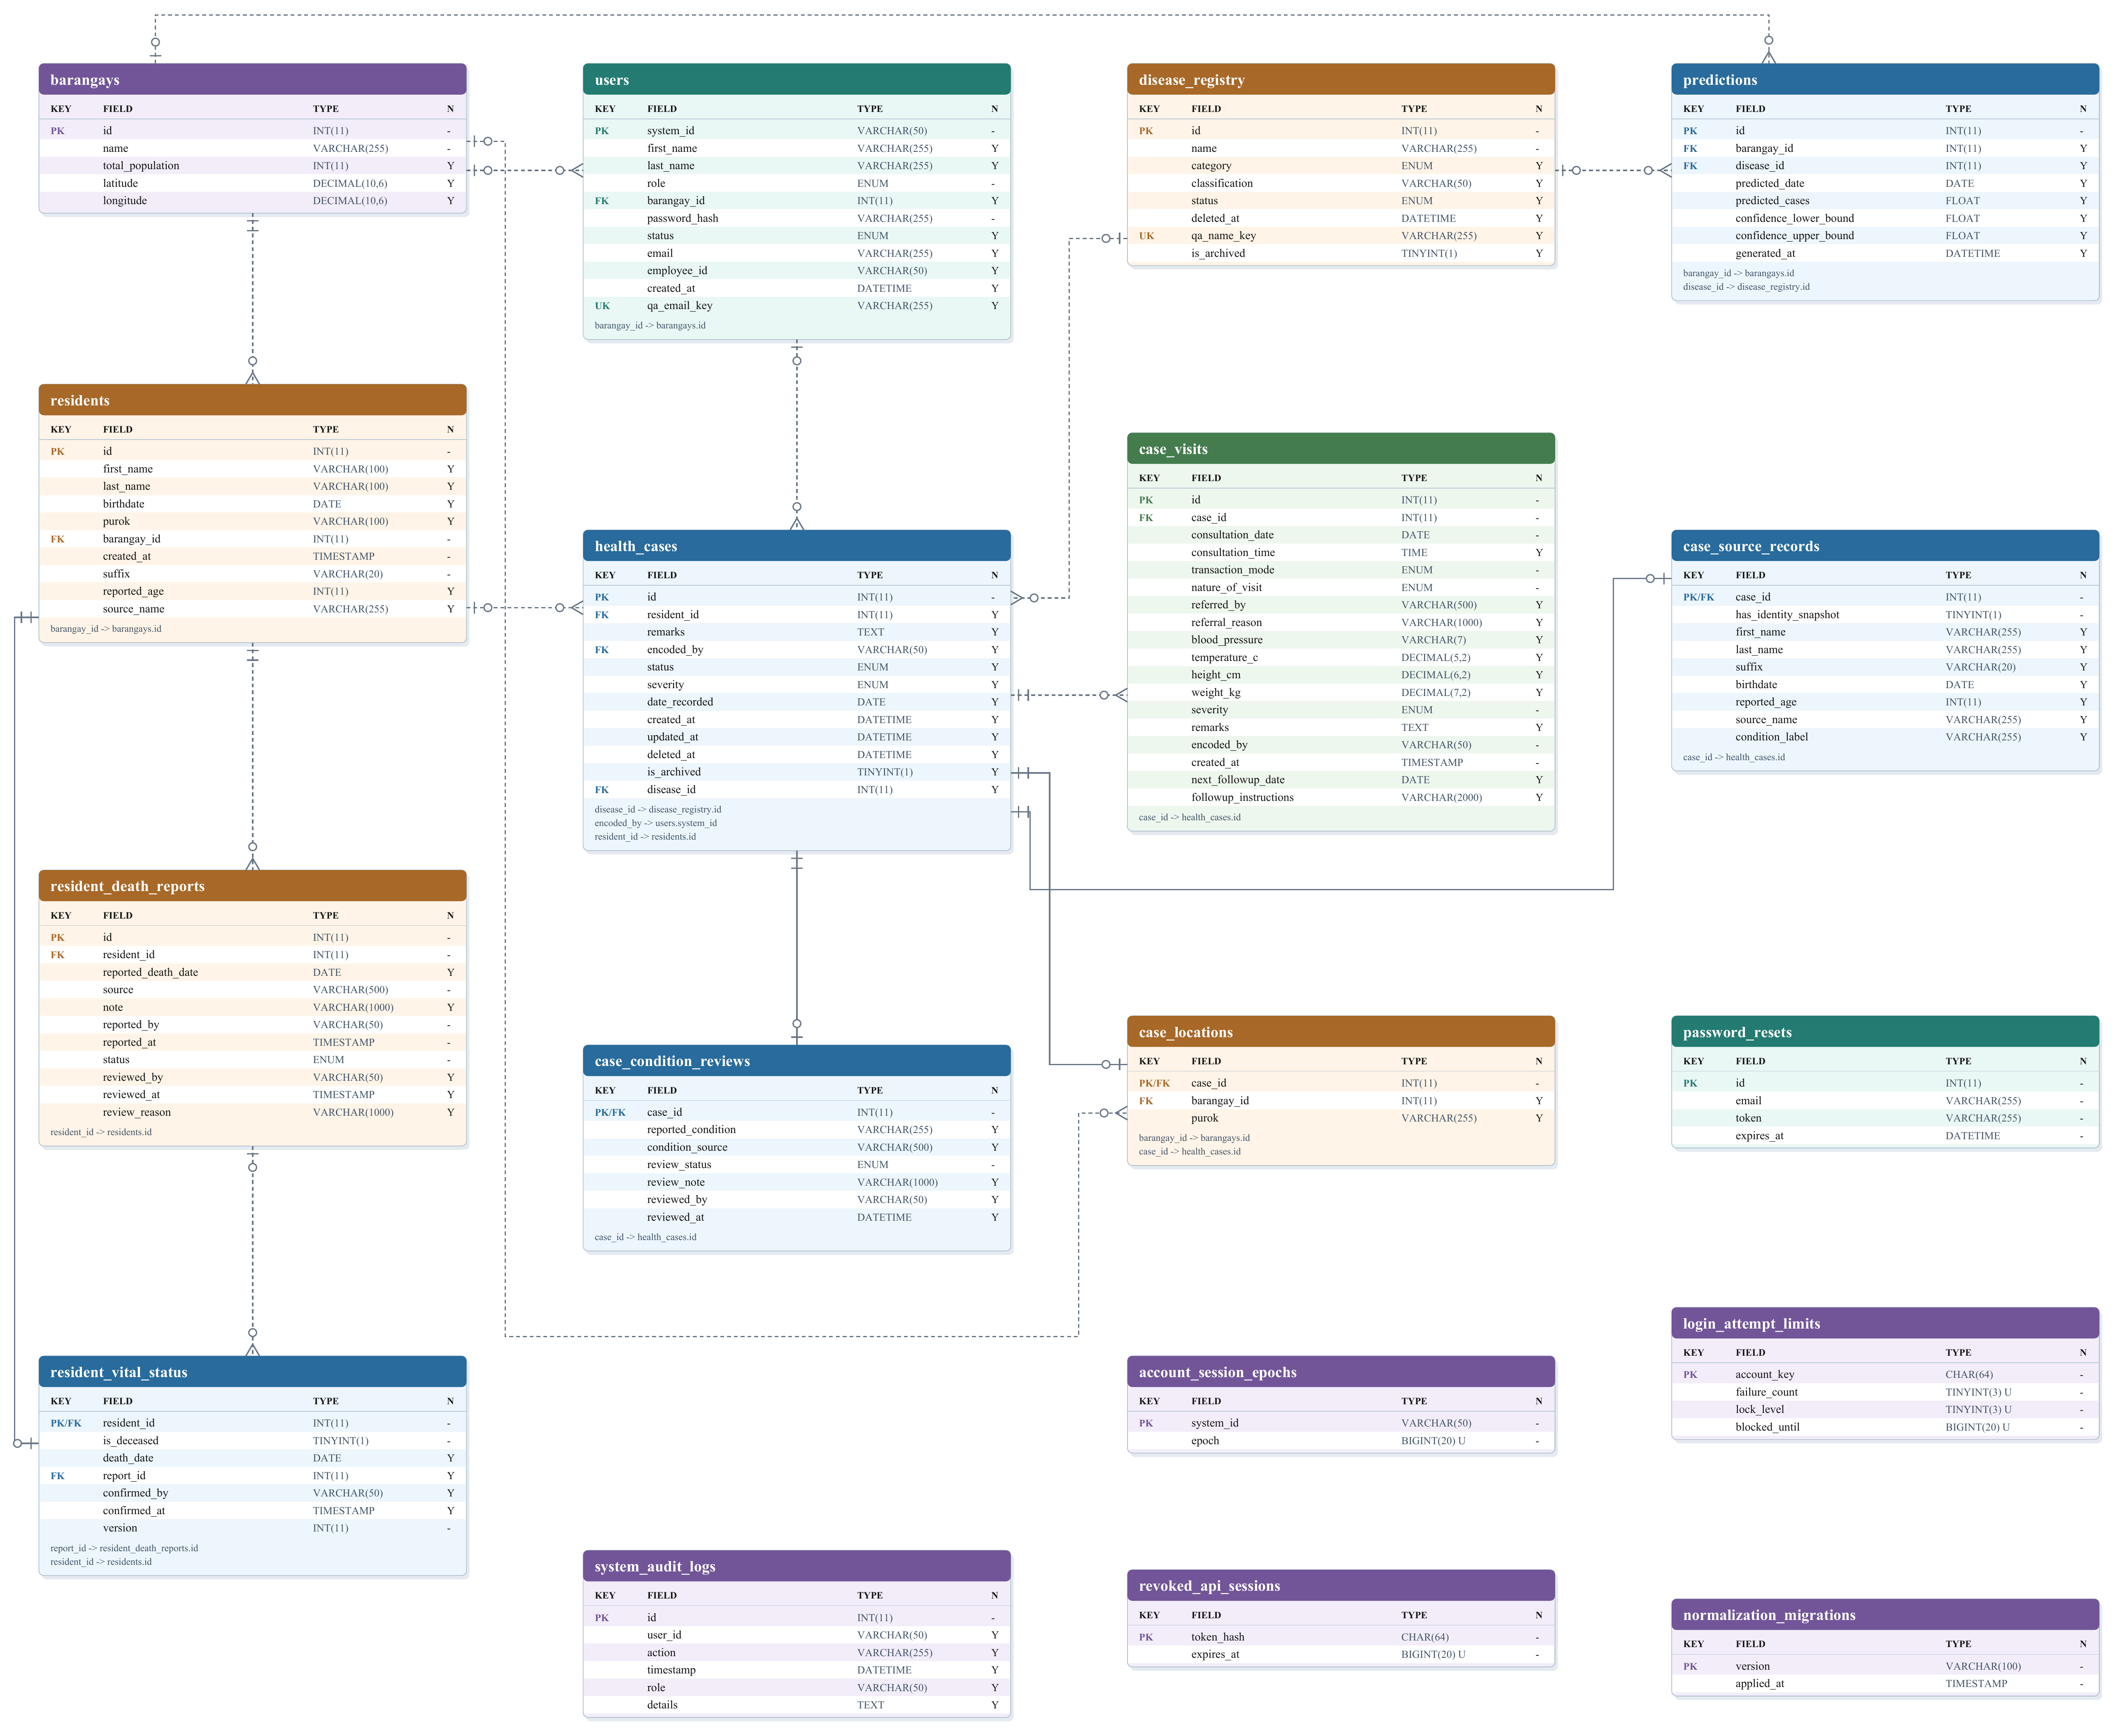 barangays
KEY FIELD TYPE N
PK id INT(11) -
name VARCHAR(255) -
total_population INT(11) Y
latitude DECIMAL(10,6) Y
longitude DECIMAL(10,6) Y
users
KEY FIELD TYPE N
PK system_id VARCHAR(50) -
first_name VARCHAR(255) Y
last_name VARCHAR(255) Y
role ENUM -
FK barangay_id INT(11) Y
password_hash VARCHAR(255) -
status ENUM Y
email VARCHAR(255) Y
employee_id VARCHAR(50) Y
created_at DATETIME Y
UK qa_email_key VARCHAR(255) Y
barangay_id -> barangays.id
disease_registry
KEY FIELD TYPE N
PK id INT(11) -
name VARCHAR(255) -
category ENUM Y
classification VARCHAR(50) Y
status ENUM Y
deleted_at DATETIME Y
UK qa_name_key VARCHAR(255) Y
is_archived TINYINT(1) Y
predictions
KEY FIELD TYPE N
PK id INT(11) -
FK barangay_id INT(11) Y
FK disease_id INT(11) Y
predicted_date DATE Y
predicted_cases FLOAT Y
confidence_lower_bound FLOAT Y
confidence_upper_bound FLOAT Y
generated_at DATETIME Y
barangay_id -> barangays.id
disease_id -> disease_registry.id
residents
KEY FIELD TYPE N
PK id INT(11) -
first_name VARCHAR(100) Y
last_name VARCHAR(100) Y
birthdate DATE Y
purok VARCHAR(100) Y
FK barangay_id INT(11) -
created_at TIMESTAMP -
suffix VARCHAR(20) -
reported_age INT(11) Y
source_name VARCHAR(255) Y
barangay_id -> barangays.id
health_cases
KEY FIELD TYPE N
PK id INT(11) -
FK resident_id INT(11) Y
remarks TEXT Y
FK encoded_by VARCHAR(50) Y
status ENUM Y
severity ENUM Y
date_recorded DATE Y
created_at DATETIME Y
updated_at DATETIME Y
deleted_at DATETIME Y
is_archived TINYINT(1) Y
FK disease_id INT(11) Y
disease_id -> disease_registry.id
encoded_by -> users.system_id
resident_id -> residents.id
case_visits
KEY FIELD TYPE N
PK id INT(11) -
FK case_id INT(11) -
consultation_date DATE -
consultation_time TIME Y
transaction_mode ENUM -
nature_of_visit ENUM -
referred_by VARCHAR(500) Y
referral_reason VARCHAR(1000) Y
blood_pressure VARCHAR(7) Y
temperature_c DECIMAL(5,2) Y
height_cm DECIMAL(6,2) Y
weight_kg DECIMAL(7,2) Y
severity ENUM -
remarks TEXT Y
encoded_by VARCHAR(50) -
created_at TIMESTAMP -
next_followup_date DATE Y
followup_instructions VARCHAR(2000) Y
case_id -> health_cases.id
case_source_records
KEY FIELD TYPE N
PK/FK case_id INT(11) -
has_identity_snapshot TINYINT(1) -
first_name VARCHAR(255) Y
last_name VARCHAR(255) Y
suffix VARCHAR(20) Y
birthdate DATE Y
reported_age INT(11) Y
source_name VARCHAR(255) Y
condition_label VARCHAR(255) Y
case_id -> health_cases.id
resident_death_reports
KEY FIELD TYPE N
PK id INT(11) -
FK resident_id INT(11) -
reported_death_date DATE Y
source VARCHAR(500) -
note VARCHAR(1000) Y
reported_by VARCHAR(50) -
reported_at TIMESTAMP -
status ENUM -
reviewed_by VARCHAR(50) Y
reviewed_at TIMESTAMP Y
review_reason VARCHAR(1000) Y
resident_id -> residents.id
case_condition_reviews
KEY FIELD TYPE N
PK/FK case_id INT(11) -
reported_condition VARCHAR(255) Y
condition_source VARCHAR(500) Y
review_status ENUM -
review_note VARCHAR(1000) Y
reviewed_by VARCHAR(50) Y
reviewed_at DATETIME Y
case_id -> health_cases.id
case_locations
KEY FIELD TYPE N
PK/FK case_id INT(11) -
FK barangay_id INT(11) Y
purok VARCHAR(255) Y
barangay_id -> barangays.id
case_id -> health_cases.id
password_resets
KEY FIELD TYPE N
PK id INT(11) -
email VARCHAR(255) -
token VARCHAR(255) -
expires_at DATETIME -
resident_vital_status
KEY FIELD TYPE N
PK/FK resident_id INT(11) -
is_deceased TINYINT(1) -
death_date DATE Y
FK report_id INT(11) Y
confirmed_by VARCHAR(50) Y
confirmed_at TIMESTAMP Y
version INT(11) -
report_id -> resident_death_reports.id
resident_id -> residents.id
account_session_epochs
KEY FIELD TYPE N
PK system_id VARCHAR(50) -
epoch BIGINT(20) U -
login_attempt_limits
KEY FIELD TYPE N
PK account_key CHAR(64) -
failure_count TINYINT(3) U -
lock_level TINYINT(3) U -
blocked_until BIGINT(20) U -
system_audit_logs
KEY FIELD TYPE N
PK id INT(11) -
user_id VARCHAR(50) Y
action VARCHAR(255) Y
timestamp DATETIME Y
role VARCHAR(50) Y
details TEXT Y
revoked_api_sessions
KEY FIELD TYPE N
PK token_hash CHAR(64) -
expires_at BIGINT(20) U -
normalization_migrations
KEY FIELD TYPE N
PK version VARCHAR(100) -
applied_at TIMESTAMP -